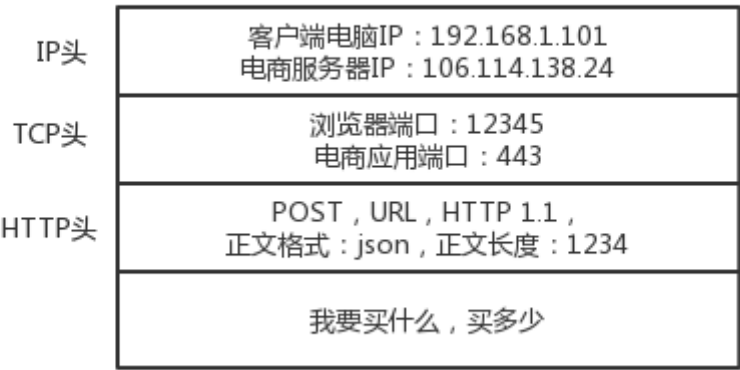 IP头
客户端电脑IP：192.168.1.101
电商服务器IP：106.114.138.24
TCP头
浏览器端口：12345
电商应用端口：443
HTTP头
POST，URL，HTTP 1.1，
正文格式：json，正文长度：1234
我要买什么，买多少